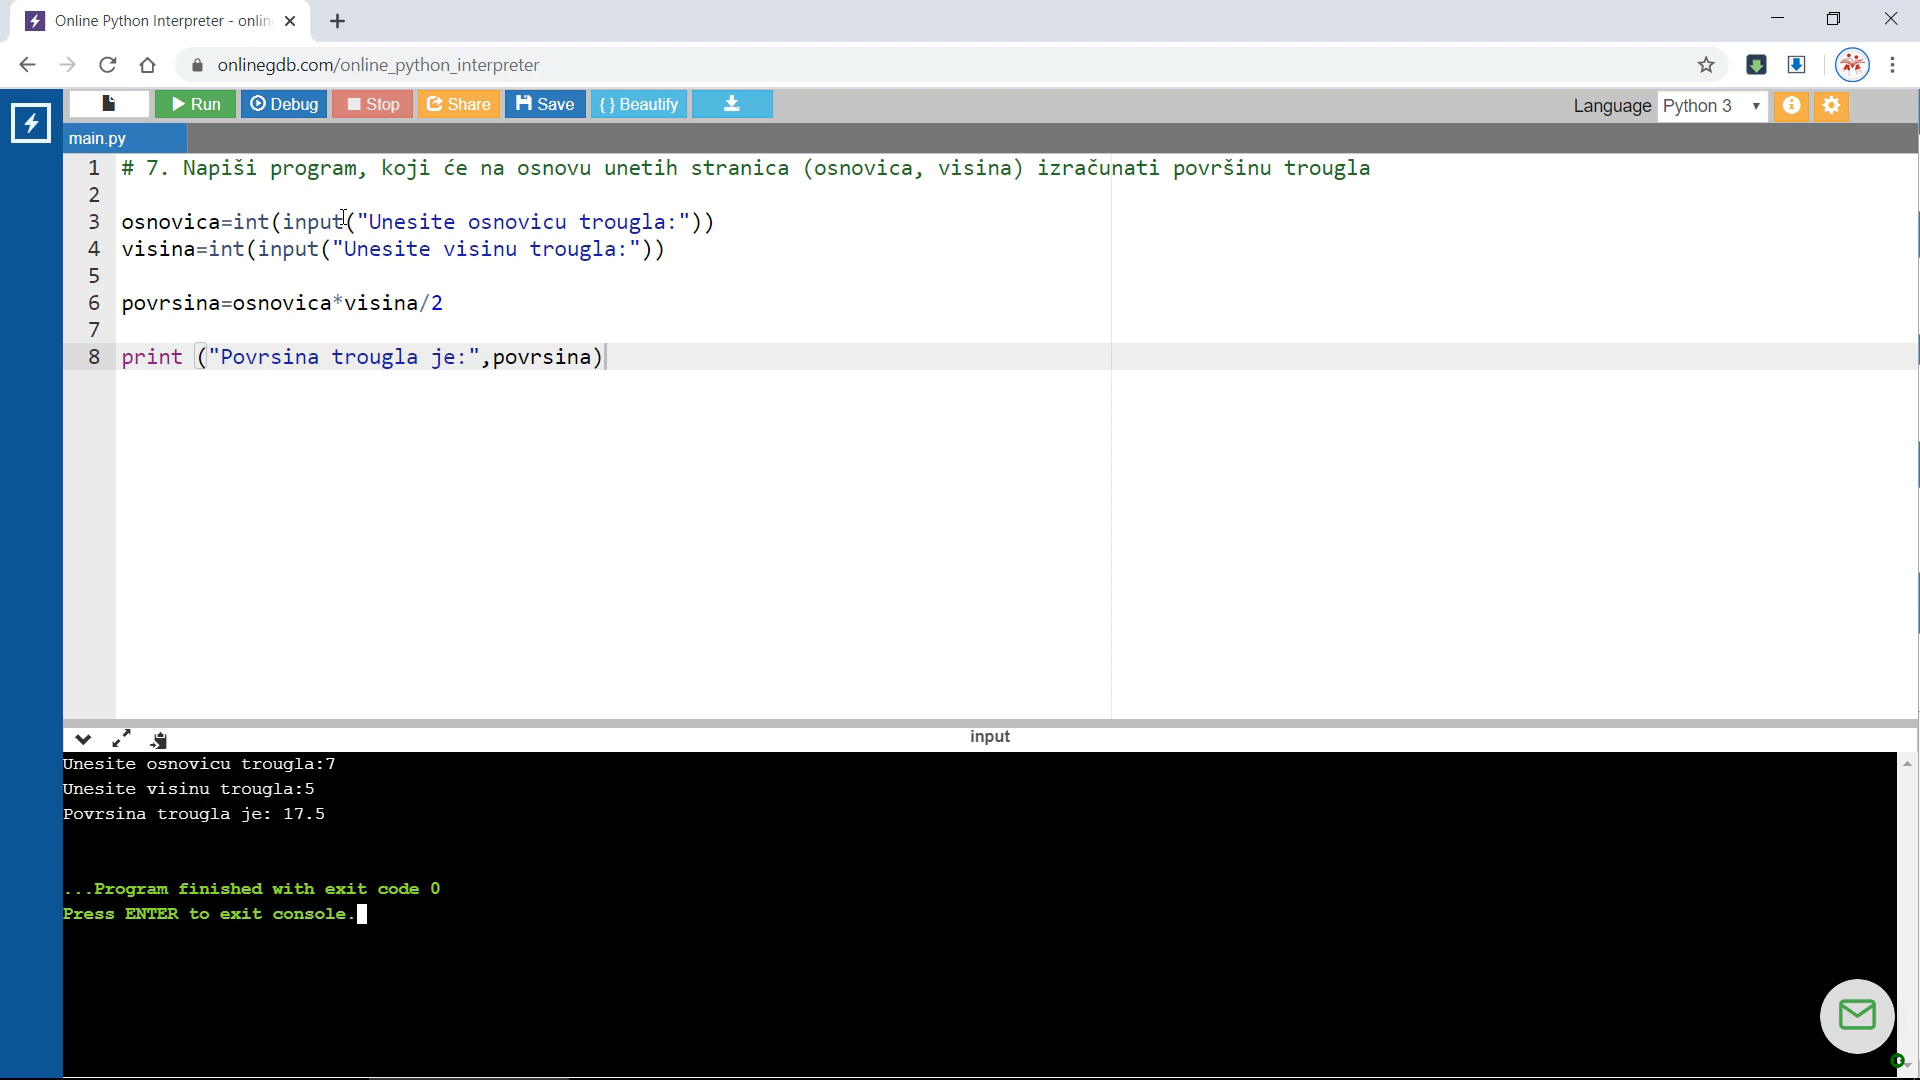 Online Python Interpreter - onlin
onlinegdb.com/online_python_interpreter
Run Debug Stop Share Save { } Beautify Language Python 3
main.py
1 # 7. Napiši program, koji će na osnovu unetih stranica (osnovica, visina) izračunati površinu trougla
2
3 osnovica=int(input("Unesite osnovicu trougla:"))
4 visina=int(input("Unesite visinu trougla:"))
5
6 povrsina=osnovica*visina/2
7
8 print ("Povrsina trougla je:",povrsina)
input
Unesite osnovicu trougla:7
Unesite visinu trougla:5
Povrsina trougla je: 17.5
...Program finished with exit code 0
Press ENTER to exit console.